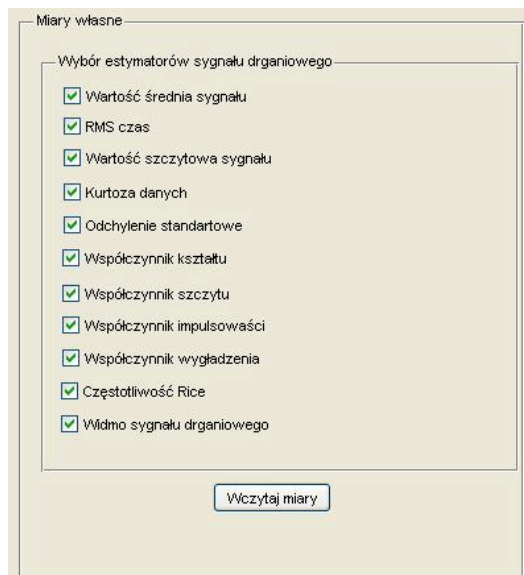 Miary własne
Wybór estymatorów sygnału drganiowego
Wartość średnia sygnału
RMS czas
Wartość szczytowa sygnału
Kurtoza danych
Odchylenie standartowe
Współczynnik kształtu
Współczynnik szczytu
Współczynnik impulsowaści
Współczynnik wygładzenia
Częstotliwość Rice
Widmo sygnału drganiowego
Wczytaj miary